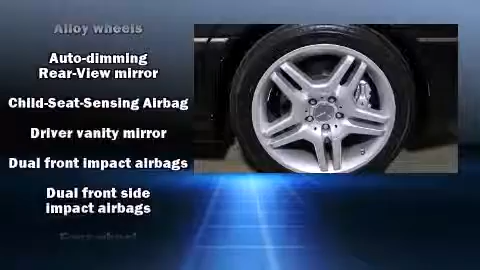 Alloy wheels
Auto-dimming
Rear-View mirror
Child-Seat-Sensing Airbag
Driver vanity mirror
Dual front impact airbags
Dual front side
impact airbags